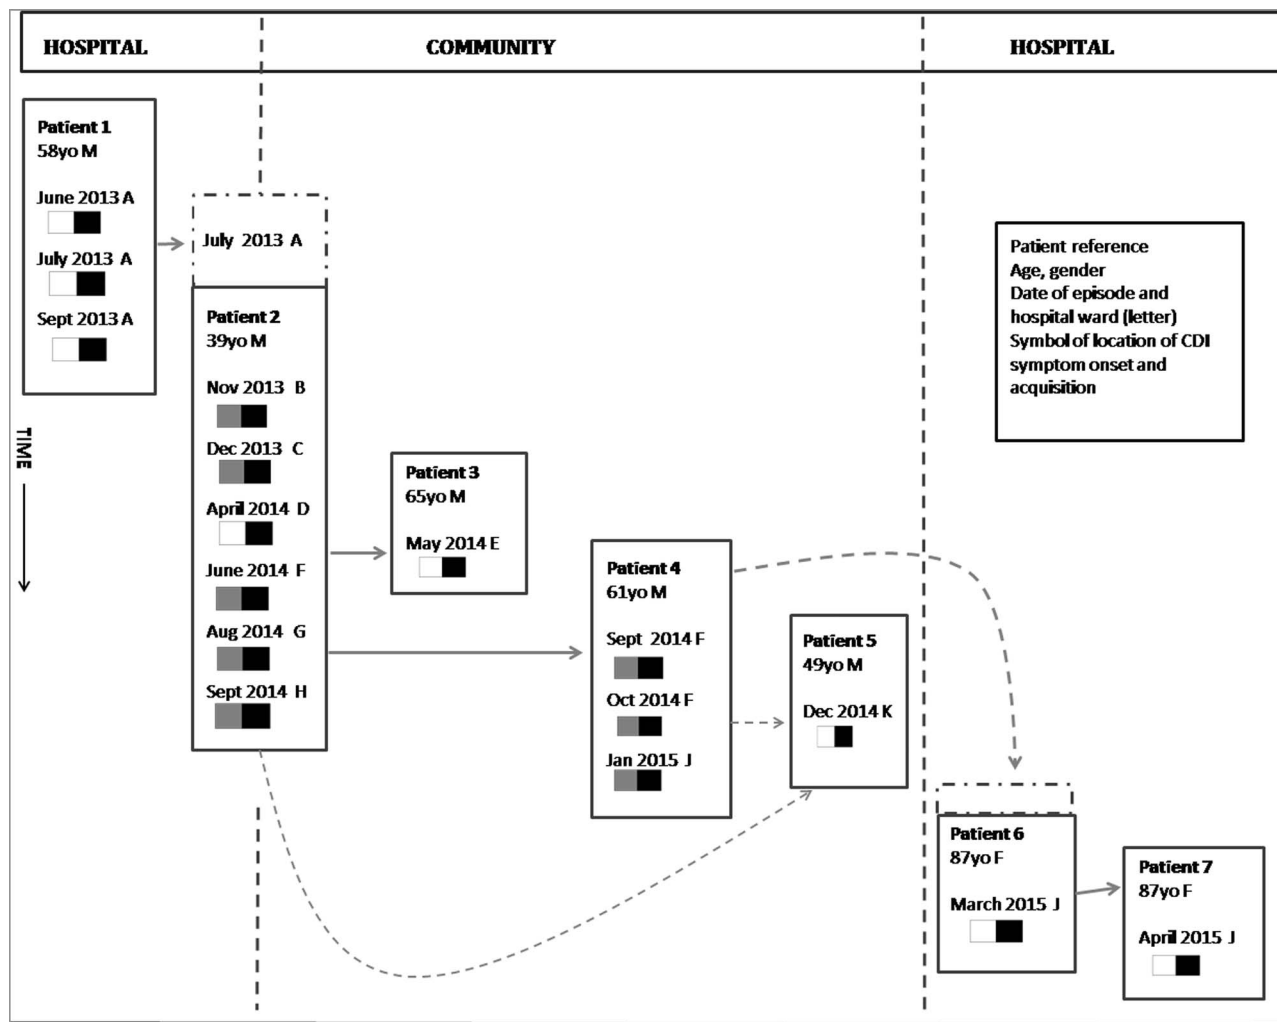 HOSPITAL
COMMUNITY
HOSPITAL
Patient 1
58yo M
June 2013 A
July 2013 A
Sept 2013 A
TIME
July 2013 A
Patient 2
39yo M
Nov 2013 B
Dec 2013 C
April 2014 D
June 2014 F
Aug 2014 G
Sept 2014 H
Patient 3
65yo M
May 2014 E
Patient 4
61yo M
Sept 2014 F
Oct 2014 F
Jan 2015 J
Patient 5
49yo M
Dec 2014 K
Patient reference
Age, gender
Date of episode and
hospital ward (letter)
Symbol of location of CDI
symptom onset and
acquisition
Patient 6
87yo F
March 2015 J
Patient 7
87yo F
April 2015 J